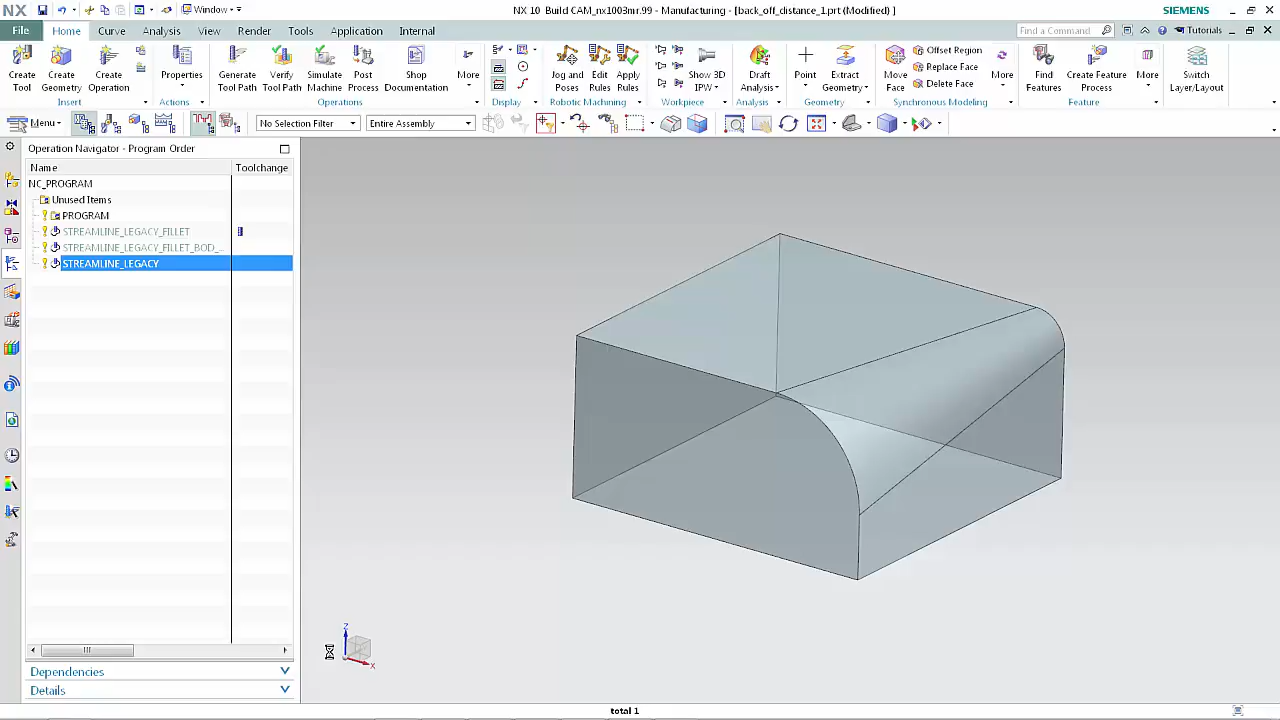 NX Window NX 10 Build CAM_nx1003mr.99 - Manufacturing - [back_off_distance_1.prt (Modified) ] SIEMENS
File Home Curve Analysis View Render Tools Application Internal Find a Command Tutorials
Create Tool Create Geometry Create Operation Properties Generate Tool Path Verify Tool Path Simulate Machine Post Process Shop Documentation More Jog and Poses Edit Rules Apply Rules Show 3D IPW Draft Analysis Point Extract Geometry Move Face Offset Region Replace Face Delete Face More Find Features Create Feature Process More Switch Layer/Layout
Insert Actions Operations Display Robotic Machining Workpiece Analysis Geometry Synchronous Modeling Feature
Menu No Selection Filter Entire Assembly
Operation Navigator - Program Order
Name Toolchange
NC_PROGRAM
Unused Items
PROGRAM
STREAMLINE_LEGACY_FILLET
STREAMLINE_LEGACY_FILLET_BOD_...
STREAMLINE_LEGACY
Z
X
Dependencies
Details
total 1